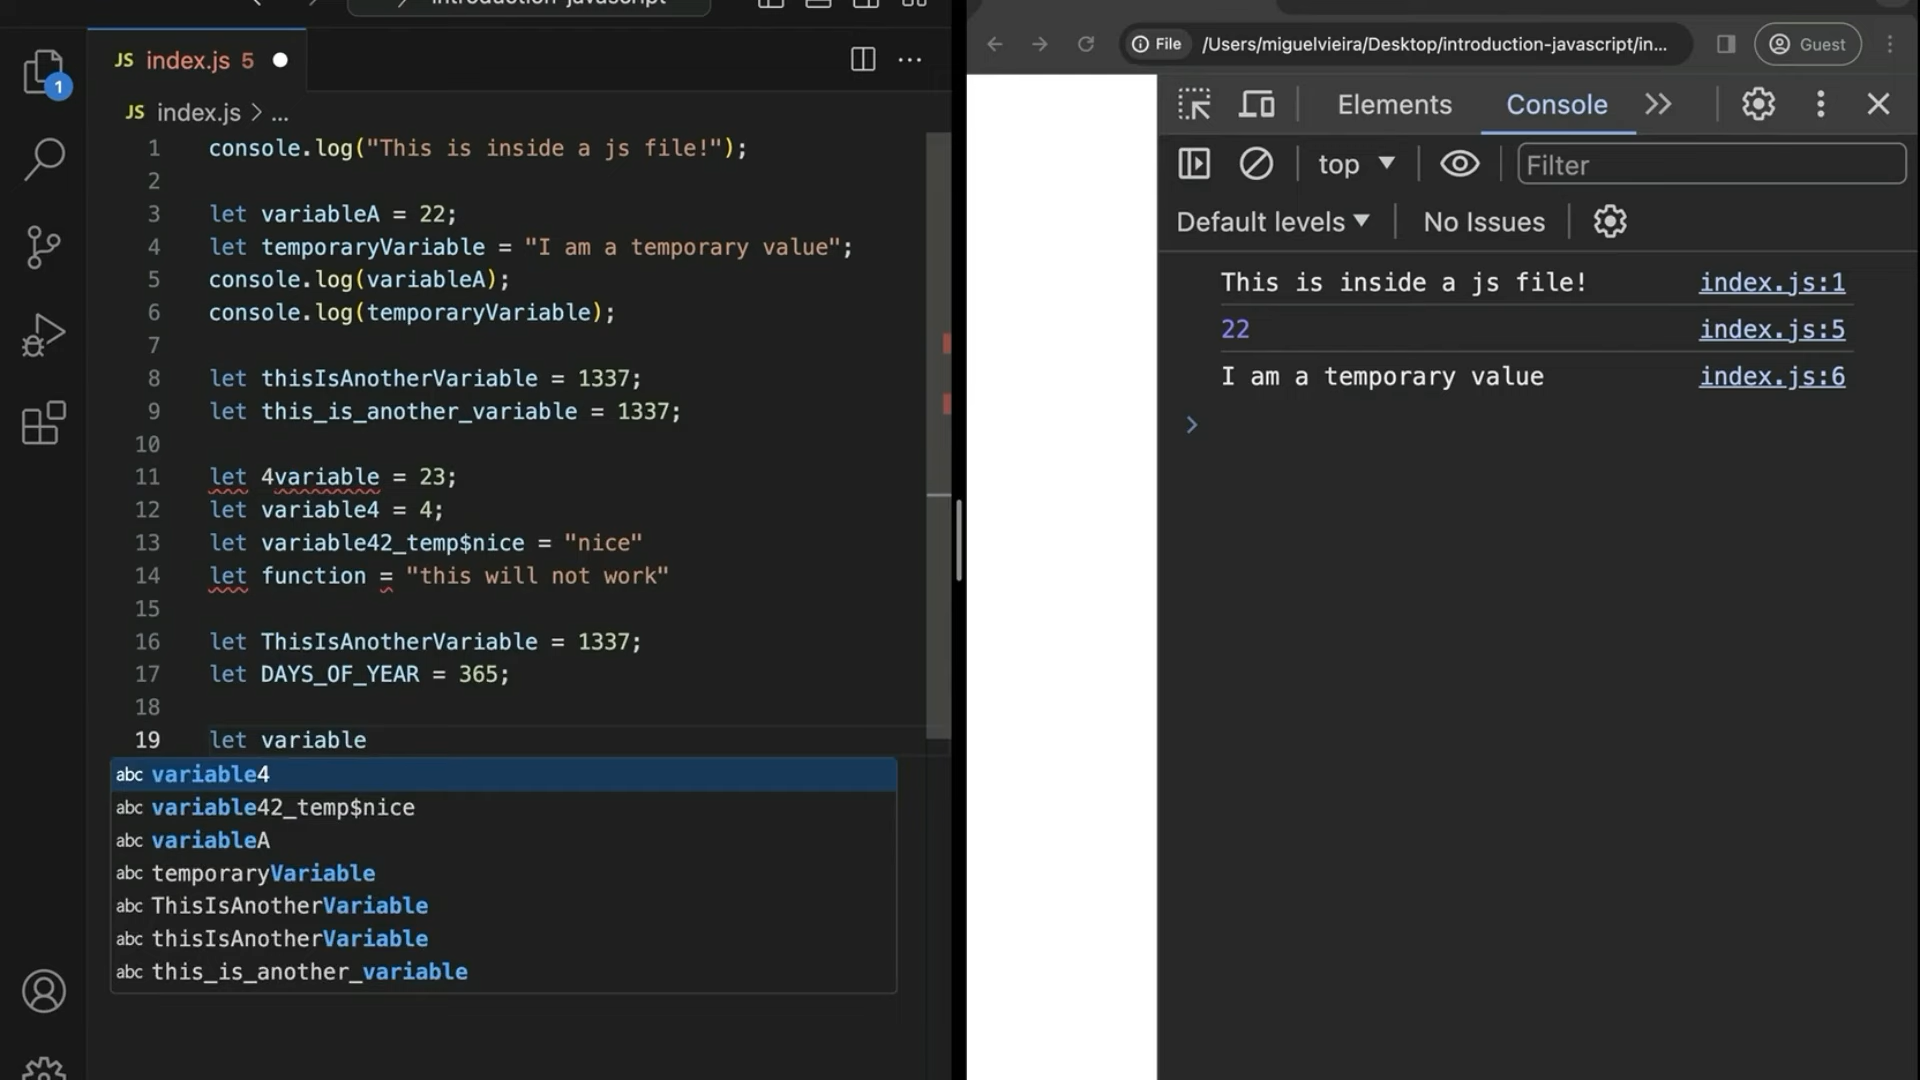 introduction-javascript
JS index.js 5
JS index.js > ...
1
1 console.log("This is inside a js file!");
2
3 let variableA = 22;
4 let temporaryVariable = "I am a temporary value";
5 console.log(variableA);
6 console.log(temporaryVariable);
7
8 let thisIsAnotherVariable = 1337;
9 let this_is_another_variable = 1337;
10
11 let 4variable = 23;
12 let variable4 = 4;
13 let variable42_temp$nice = "nice"
14 let function = "this will not work"
15
16 let ThisIsAnotherVariable = 1337;
17 let DAYS_OF_YEAR = 365;
18
19 let variable
abc variable4
abc variable42_temp$nice
abc variableA
abc temporaryVariable
abc ThisIsAnotherVariable
abc thisIsAnotherVariable
abc this_is_another_variable
File /Users/miguelvieira/Desktop/introduction-javascript/in... Guest
Elements Console
top Filter
Default levels No Issues
This is inside a js file! index.js:1
22 index.js:5
I am a temporary value index.js:6